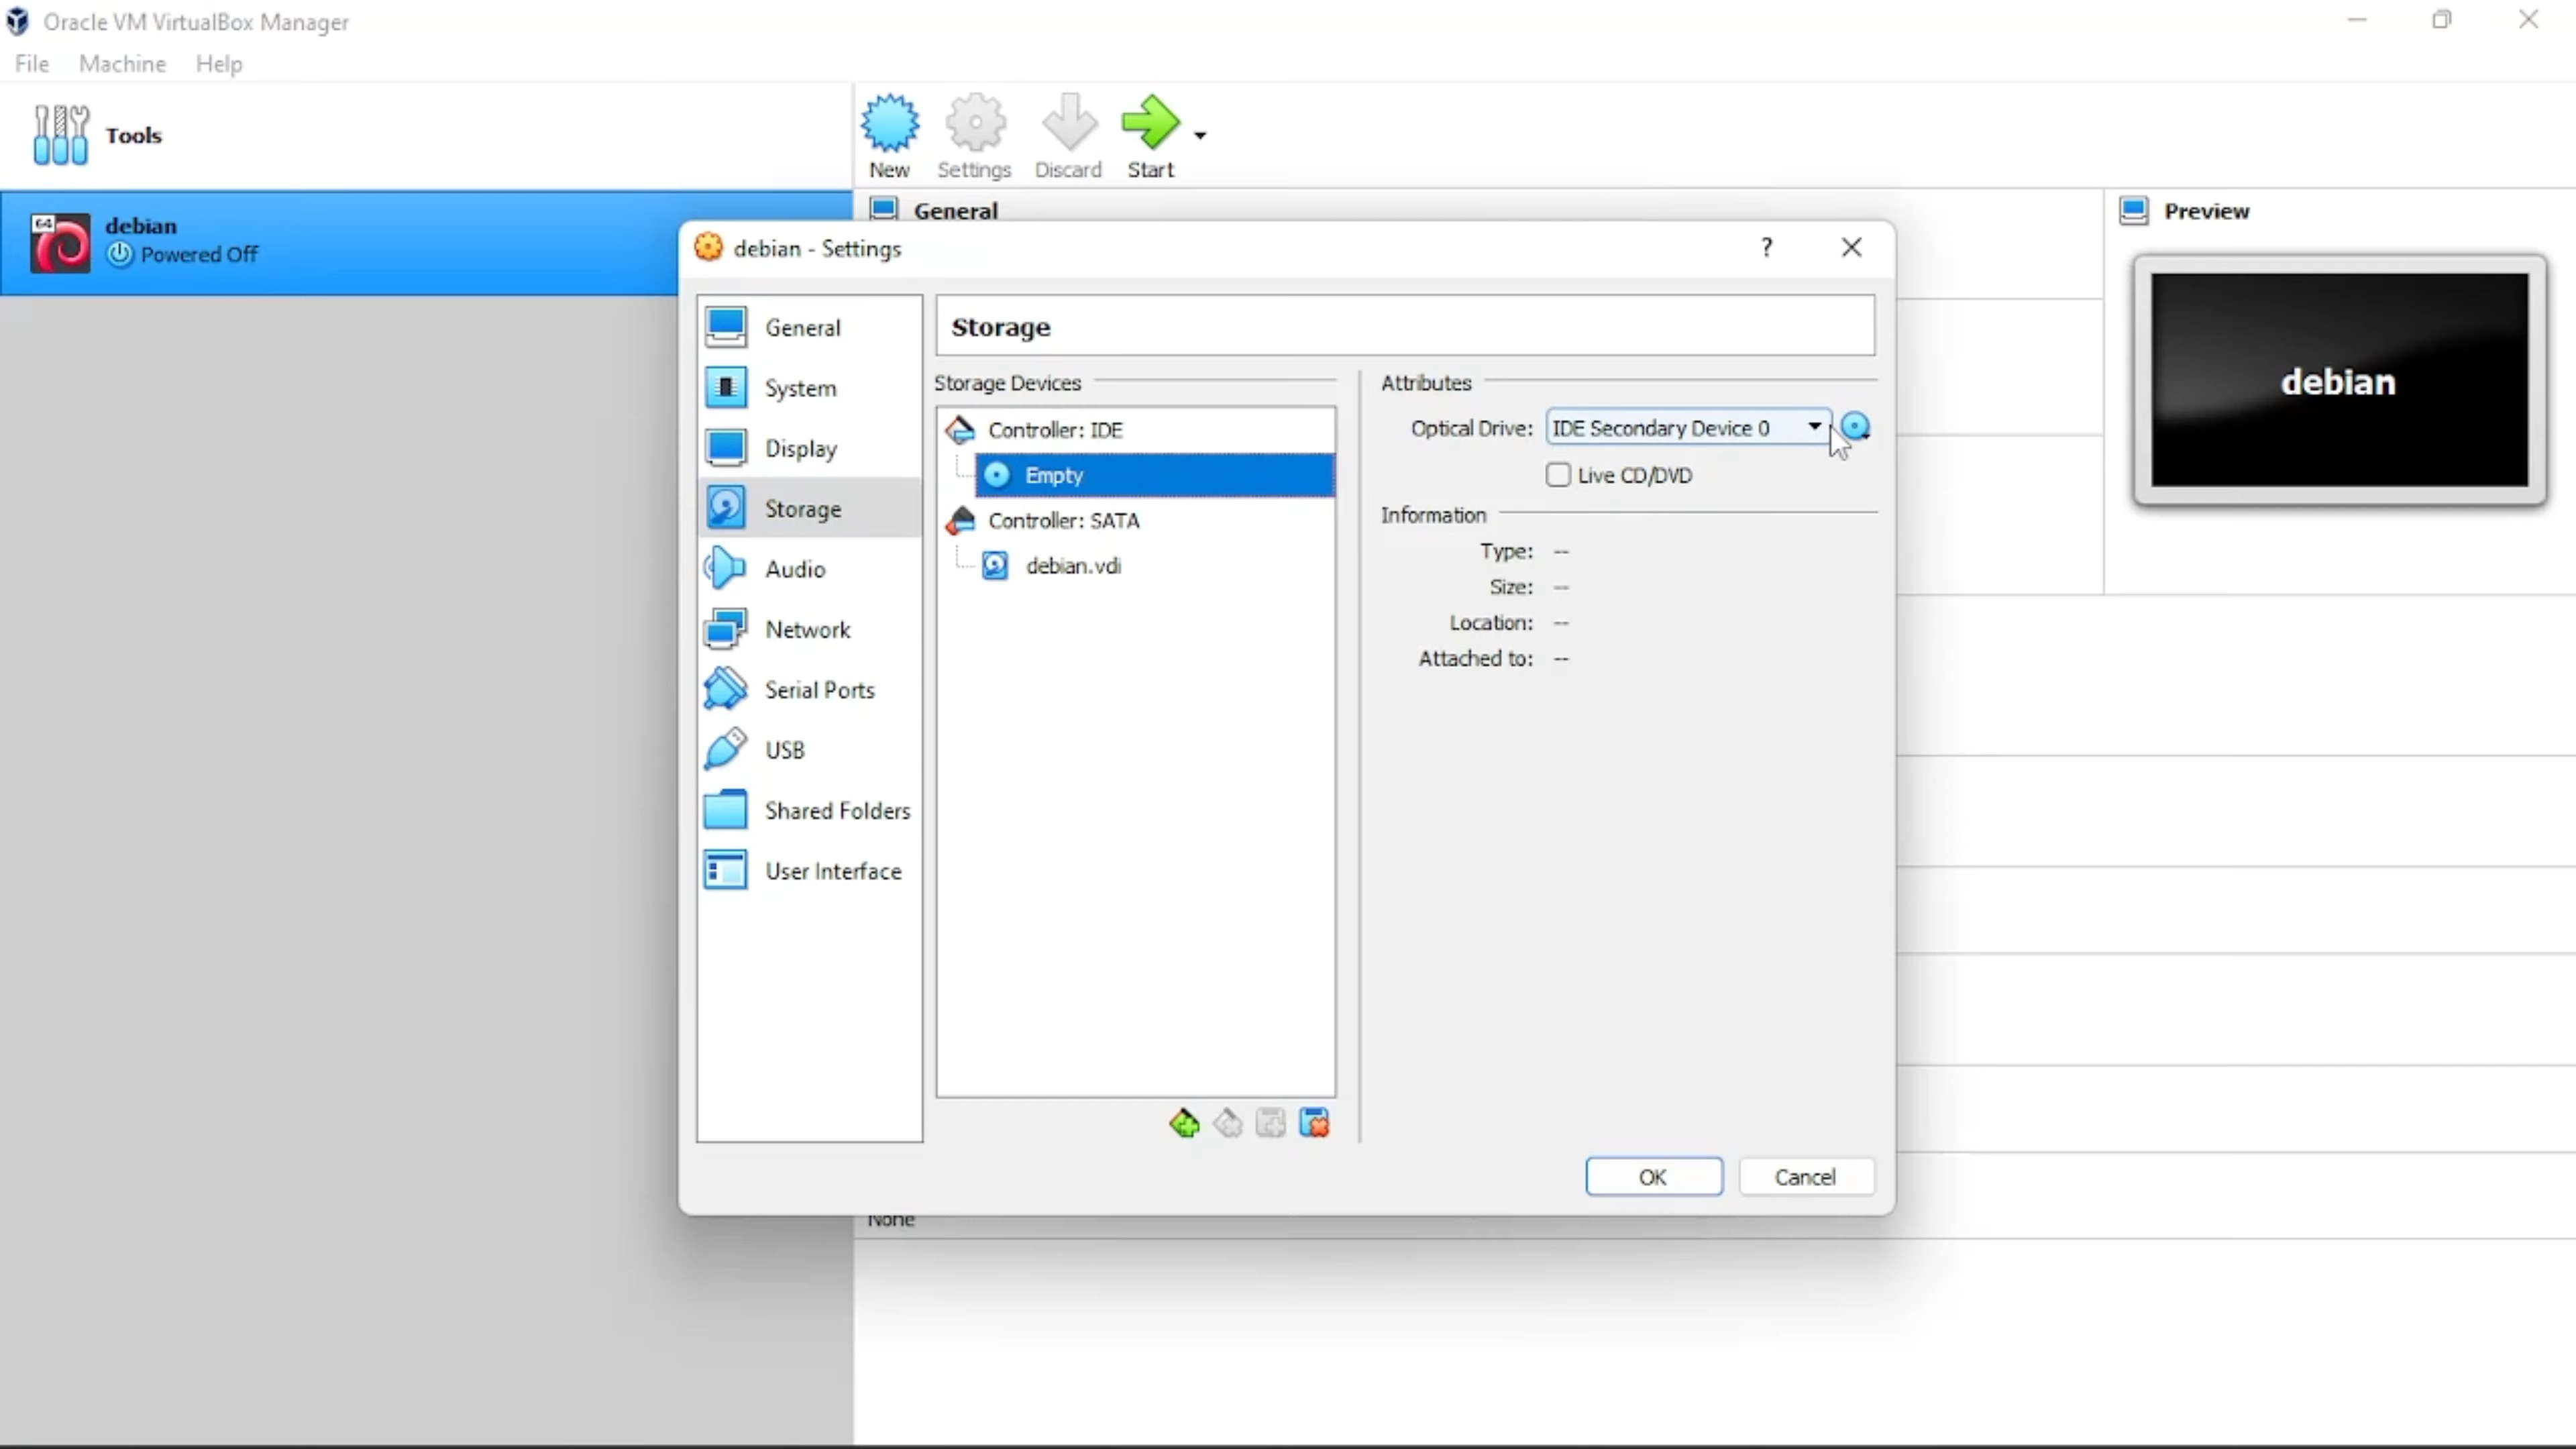 Oracle VM VirtualBox Manager
File Machine Help
Tools
New Settings Discard Start
debian
Powered Off
64
General
Preview
debian
debian - Settings
?
General
System
Display
Storage
Audio
Network
Serial Ports
USB
Shared Folders
User Interface
Storage
Storage Devices
Controller: IDE
Empty
Controller: SATA
debian.vdi
Attributes
Optical Drive: IDE Secondary Device 0
Live CD/DVD
Information
Type: --
Size: --
Location: --
Attached to: --
OK Cancel
None